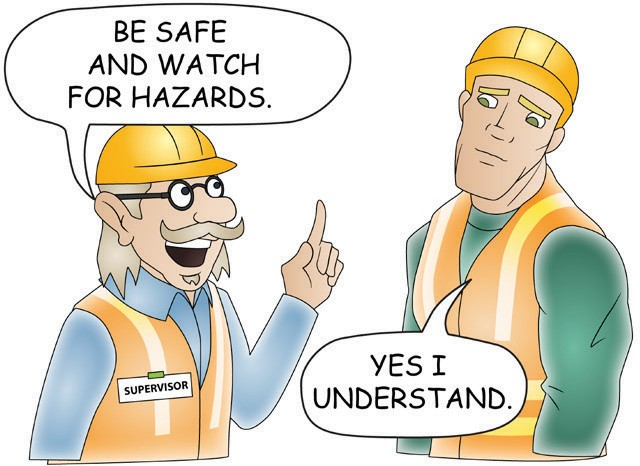 BE SAFE
AND WATCH
FOR HAZARDS.
SUPERVISOR
YES I
UNDERSTAND.